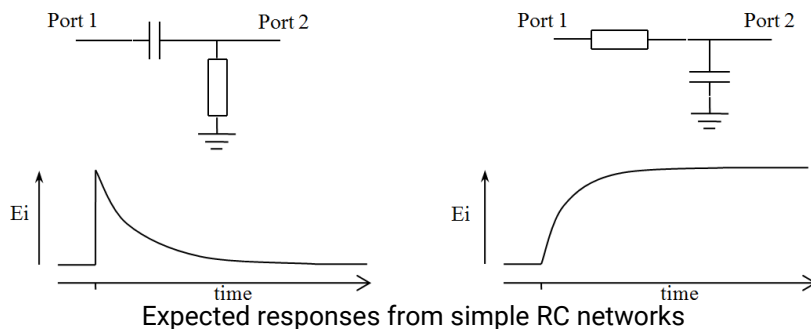 Port 1
Port 2
Port 1
Port 2
Ei
Ei
time
time
Expected responses from simple RC networks